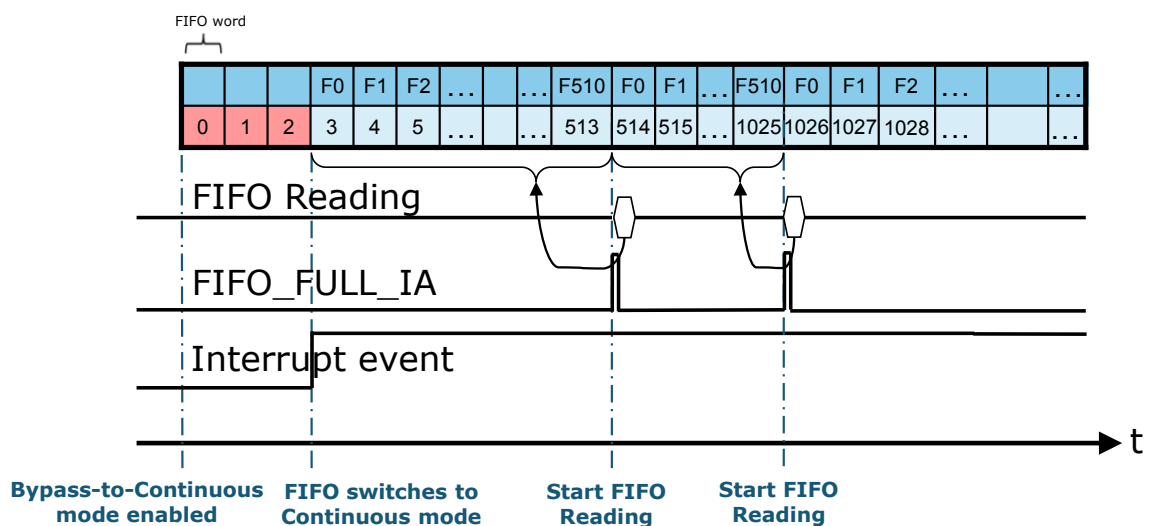 FIFO word
F0 F1 F2 ... ... F510 F0 F1 ... F510 F0 F1 F2 ... ...
0 1 2 3 4 5 ... ... 513 514 515 ... 1025 1026 1027 1028 ... ...
FIFO Reading
FIFO_FULL_IA
Interrupt event
t
Bypass-to-Continuous
mode enabled
FIFO switches to
Continuous mode
Start FIFO
Reading
Start FIFO
Reading